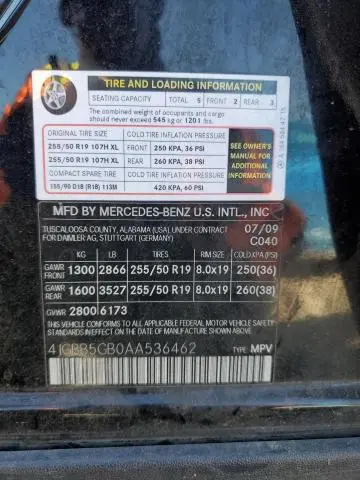 TIRE AND LOADING INFORMATION
SEATING CAPACITY TOTAL 5 FRONT 2 REAR 3
The combined weight of occupants and cargo
should never exceed 545 kg or 1201 lbs.
ORIGINAL TIRE SIZE COLD TIRE INFLATION PRESSURE
255/50 R19 107H XL FRONT 250 KPA, 36 PSI
255/50 R19 107H XL REAR 260 KPA, 38 PSI
COMPACT SPARE TIRE COLD TIRE INFLATION PRESSURE
155/90 D18 (R18) 113M 420 KPA, 60 PSI
SEE OWNER'S
MANUAL FOR
ADDITIONAL
INFORMATION
MFD BY MERCEDES-BENZ U.S. INTL., INC
TUSCALOOSA COUNTY, ALABAMA (USA) UNDER CONTRACT
FOR DAIMLER AG, STUTTGART (GERMANY)
07/09
C040
KG LB TIRES RIMS COLD KPA (PSI)
GAWR FRONT 1300 2866 255/50 R19 8.0x19 250(36)
GAWR REAR 1600 3527 255/50 R19 8.0x19 260(38)
GVWR 2800 6173
THIS VEHICLE CONFORMS TO ALL APPLICABLE FEDERAL MOTOR
VEHICLE SAFETY
STANDARDS IN EFFECT ON THE DATE OF MANUFACTURE SHOWN ABOVE
TYPE: MPV